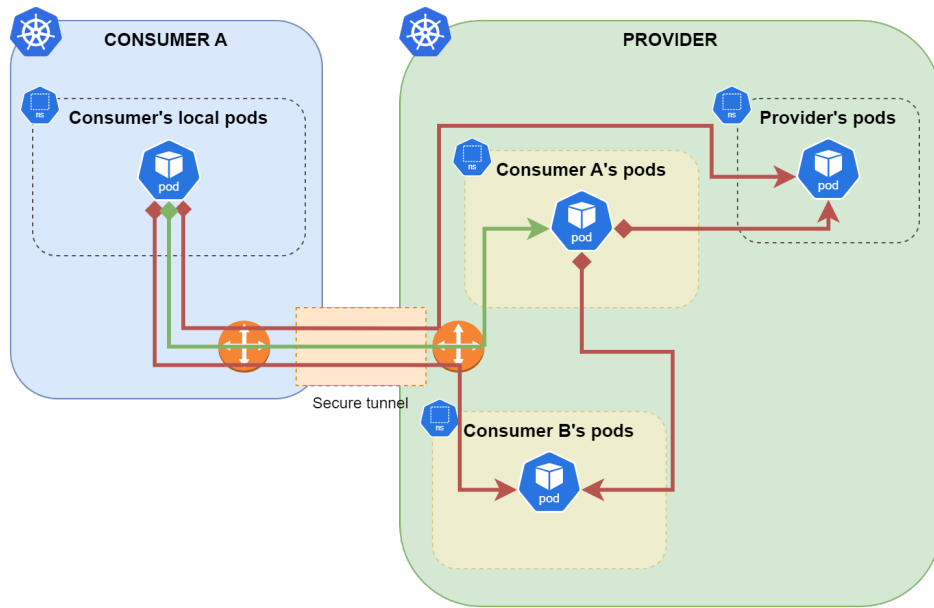 CONSUMER A
PROVIDER
ns
Consumer's local pods
pod
ns
Provider's pods
pod
ns
Consumer A's pods
pod
Secure tunnel
ns
Consumer B's pods
pod